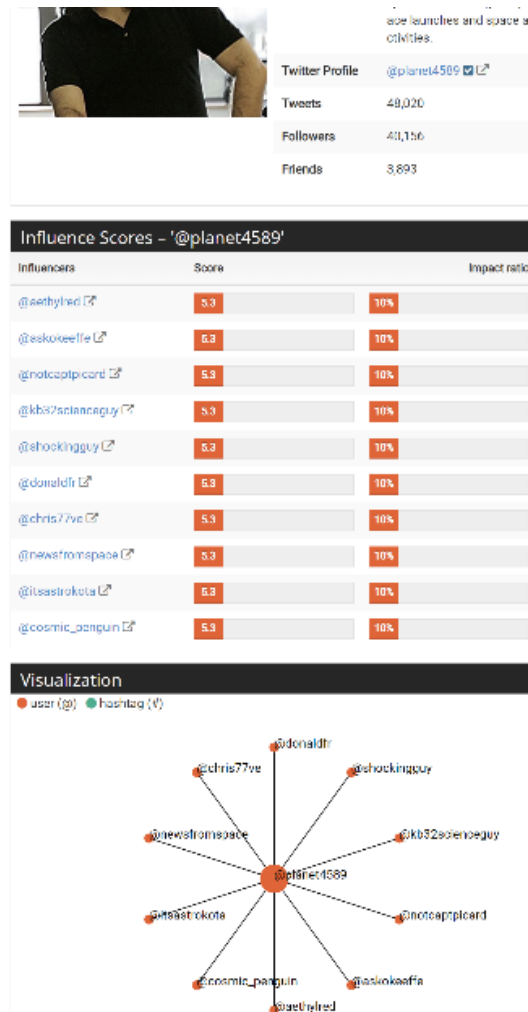 ace launches and space a
ctivities.
Twitter Profile @planet4589
Tweets 48,020
Followers 40,156
Friends 3,893
Influence Scores – '@planet4589'
Influencers Score Impact ratio
@aethylred 5.3 10%
@askokeeffe 5.3 10%
@notcaptpicard 5.3 10%
@kb32scienceguy 5.3 10%
@shockingguy 5.3 10%
@donaldfr 5.3 10%
@chris77ve 5.3 10%
@newsfromspace 5.3 10%
@itsastrokota 5.3 10%
@cosmic_penguin 5.3 10%
Visualization
user (@) hashtag (#)
@donaldfr
@chris77ve @shockingguy
@newsfromspace @kb32scienceguy
@planet4589
@itsastrokota @notcaptpicard
@cosmic_penguin @askokeeffe
@aethylred